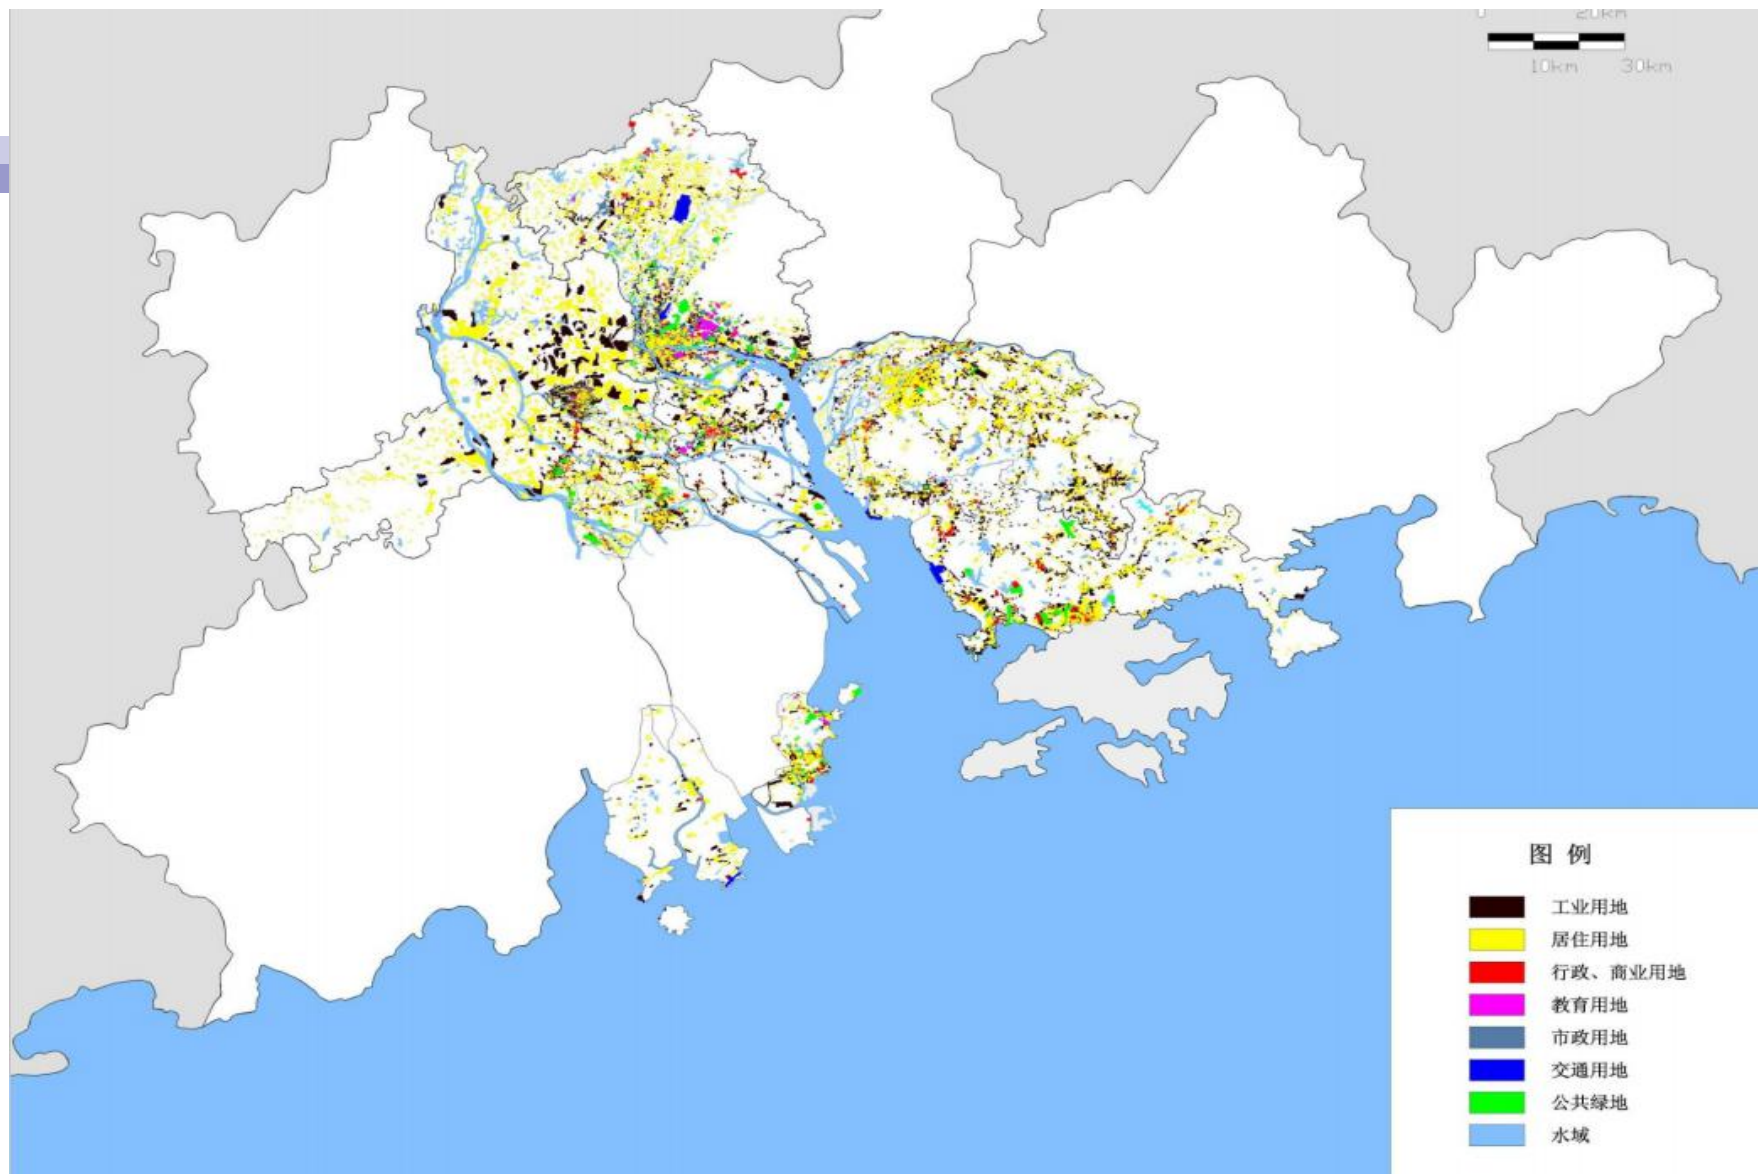 0 20km
10km 30km
图 例
工业用地
居住用地
行政、商业用地
教育用地
市政用地
交通用地
公共绿地
水域